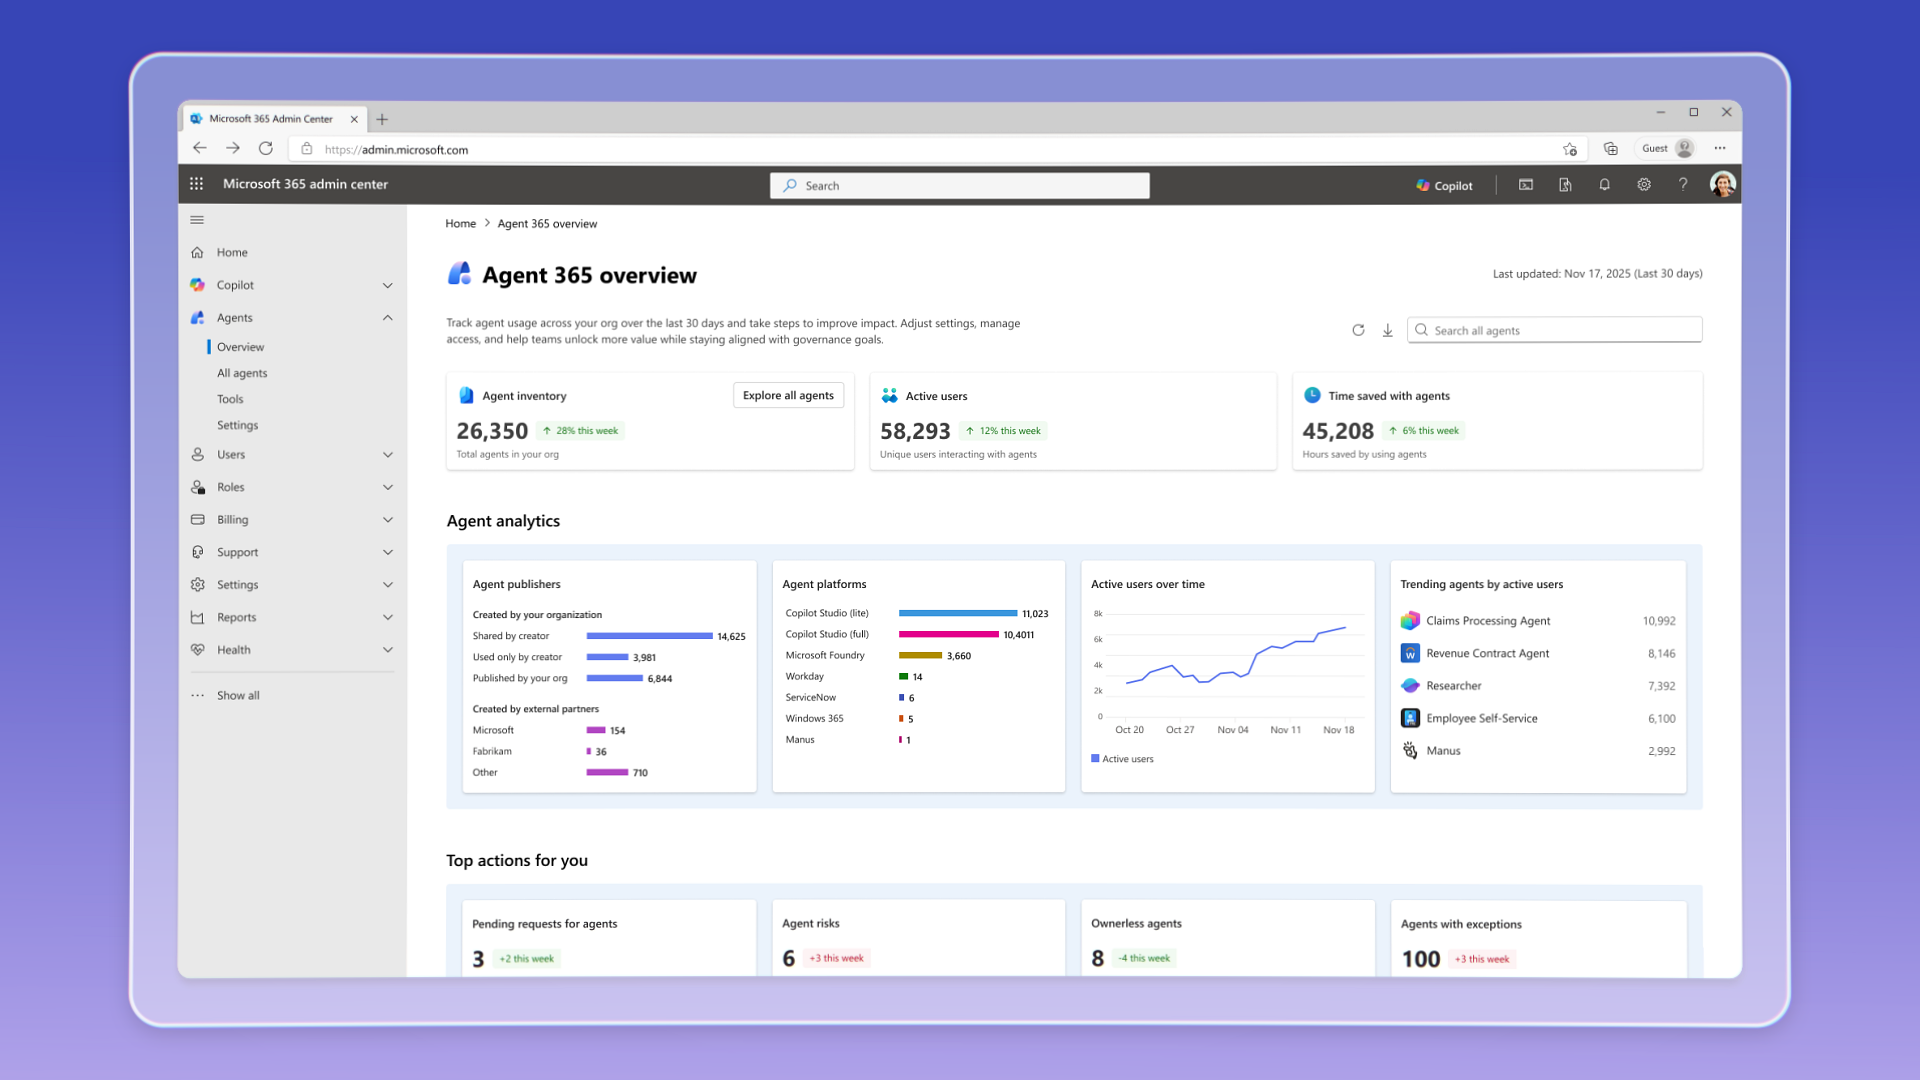 Microsoft 365 Admin Center
https://admin.microsoft.com
Guest
Microsoft 365 admin center
Search
Copilot
Home
Copilot
Agents
Overview
All agents
Tools
Settings
Users
Roles
Billing
Support
Settings
Reports
Health
Show all
Home > Agent 365 overview
Agent 365 overview
Last updated: Nov 17, 2025 (Last 30 days)
Track agent usage across your org over the last 30 days and take steps to improve impact. Adjust settings, manage
access, and help teams unlock more value while staying aligned with governance goals.
Search all agents
Agent inventory
Explore all agents
26,350 ↑ 28% this week
Total agents in your org
Active users
58,293 ↑ 12% this week
Unique users interacting with agents
Time saved with agents
45,208 ↑ 6% this week
Hours saved by using agents
Agent analytics
Agent publishers
Created by your organization
Shared by creator 14,625
Used only by creator 3,981
Published by your org 6,844
Created by external partners
Microsoft 154
Fabrikam 36
Other 710
Agent platforms
Copilot Studio (lite) 11,023
Copilot Studio (full) 10,4011
Microsoft Foundry 3,660
Workday 14
ServiceNow 6
Windows 365 5
Manus 1
Active users over time
8k
6k
4k
2k
0
Oct 20 Oct 27 Nov 04 Nov 11 Nov 18
Active users
Trending agents by active users
Claims Processing Agent 10,992
Revenue Contract Agent 8,146
Researcher 7,392
Employee Self-Service 6,100
Manus 2,992
Top actions for you
Pending requests for agents
3 +2 this week
Agent risks
6 +3 this week
Ownerless agents
8 -4 this week
Agents with exceptions
100 +3 this week